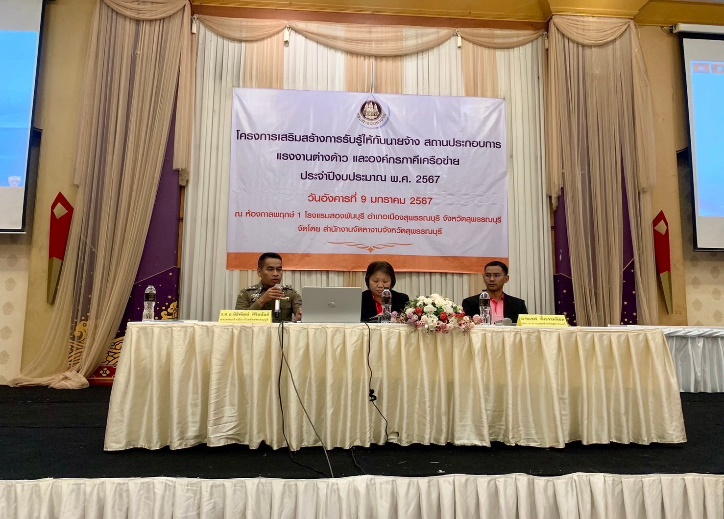 โครงการเสริมสร้างการรับรู้ให้กับนายจ้าง สถานประกอบการ
แรงงานต่างด้าว และองค์กรภาคีเครือข่าย
ประจำปีงบประมาณ พ.ศ. 2567
วันอังคารที่ 9 มกราคม 2567
ณ ห้องกาลพฤกษ์ 1 โรงแรมสองพันบุรี อำเภอเมืองสุพรรณบุรี จังหวัดสุพรรณบุรี
จัดโดย สำนักงานจัดหางานจังหวัดสุพรรณบุรี